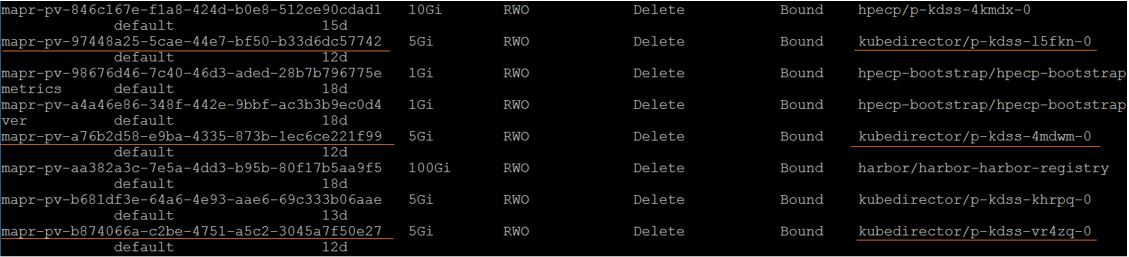 mapr-pv-846c167e-f1a8-424d-b0e8-512ce90cdad1 10Gi RWO Delete Bound hpecp/p-kdss-4kmdx-0
default 15d
mapr-pv-97448a25-5cae-44e7-bf50-b33d6dc57742 5Gi RWO Delete Bound kubedirector/p-kdss-l5fkn-0
default 12d
mapr-pv-98676d46-7c40-46d3-aded-28b7b796775e 1Gi RWO Delete Bound hpecp-bootstrap/hpecp-bootstrap
metrics default 18d
mapr-pv-a4a46e86-348f-442e-9bbf-ac3b3b9ec0d4 1Gi RWO Delete Bound hpecp-bootstrap/hpecp-bootstrap
ver default 18d
mapr-pv-a76b2d58-e9ba-4335-873b-1ec6ce221f99 5Gi RWO Delete Bound kubedirector/p-kdss-4mdwm-0
default 12d
mapr-pv-aa382a3c-7e5a-4dd3-b95b-80f17b5aa9f5 100Gi RWO Delete Bound harbor/harbor-harbor-registry
default 18d
mapr-pv-b681df3e-64a6-4e93-aae6-69c333b06aae 5Gi RWO Delete Bound kubedirector/p-kdss-khrpq-0
default 13d
mapr-pv-b874066a-c2be-4751-a5c2-3045a7f50e27 5Gi RWO Delete Bound kubedirector/p-kdss-vr4zq-0
default 12d